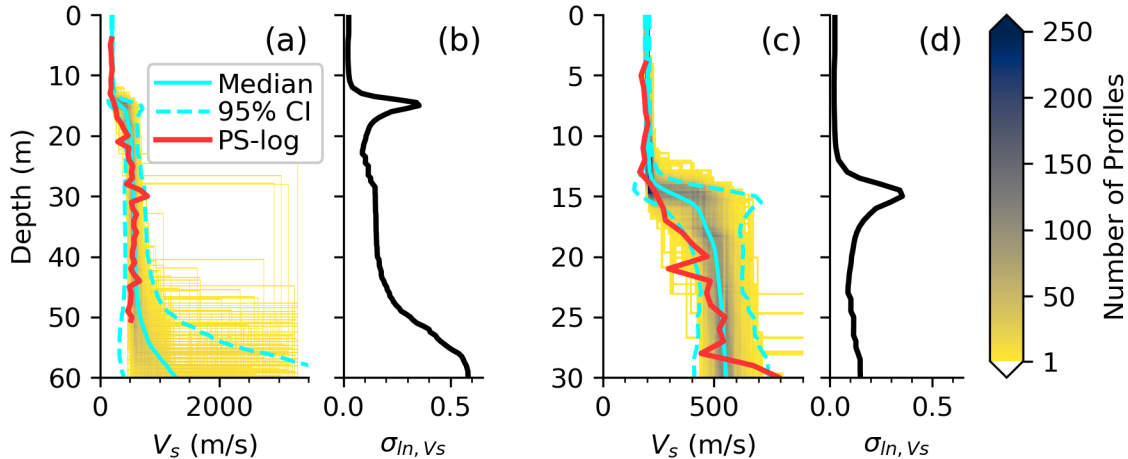 (a)
(b)
(c)
(d)
Median
95% CI
PS-log
Depth (m)
0
10
20
30
40
50
60
0
2000
V_s (m/s)
0.0
0.5
σ_ln, Vs
0
5
10
15
20
25
30
500
V_s (m/s)
0.0
0.5
σ_ln, Vs
250
200
150
100
50
1
Number of Profiles